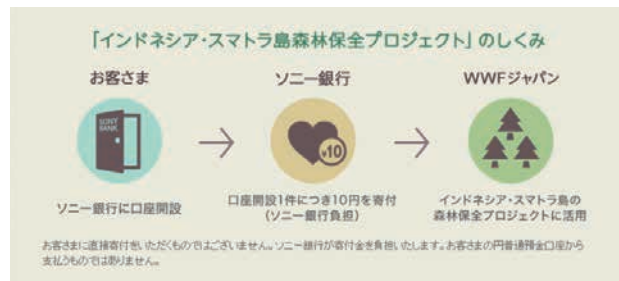 「インドネシア・スマトラ島森林保全プロジェクト」のしくみ
お客さま
ソニー銀行
WWFジャパン
SONY
BANK
¥10
ソニー銀行に口座開設
口座開設1件につき10円を寄付
(ソニー銀行負担)
インドネシア・スマトラ島の
森林保全プロジェクトに活用
お客さまに直接寄付をいただくものではございません。ソニー銀行が寄付金を負担いたします。お客さまの円普通預金口座から
支払うものではありません。